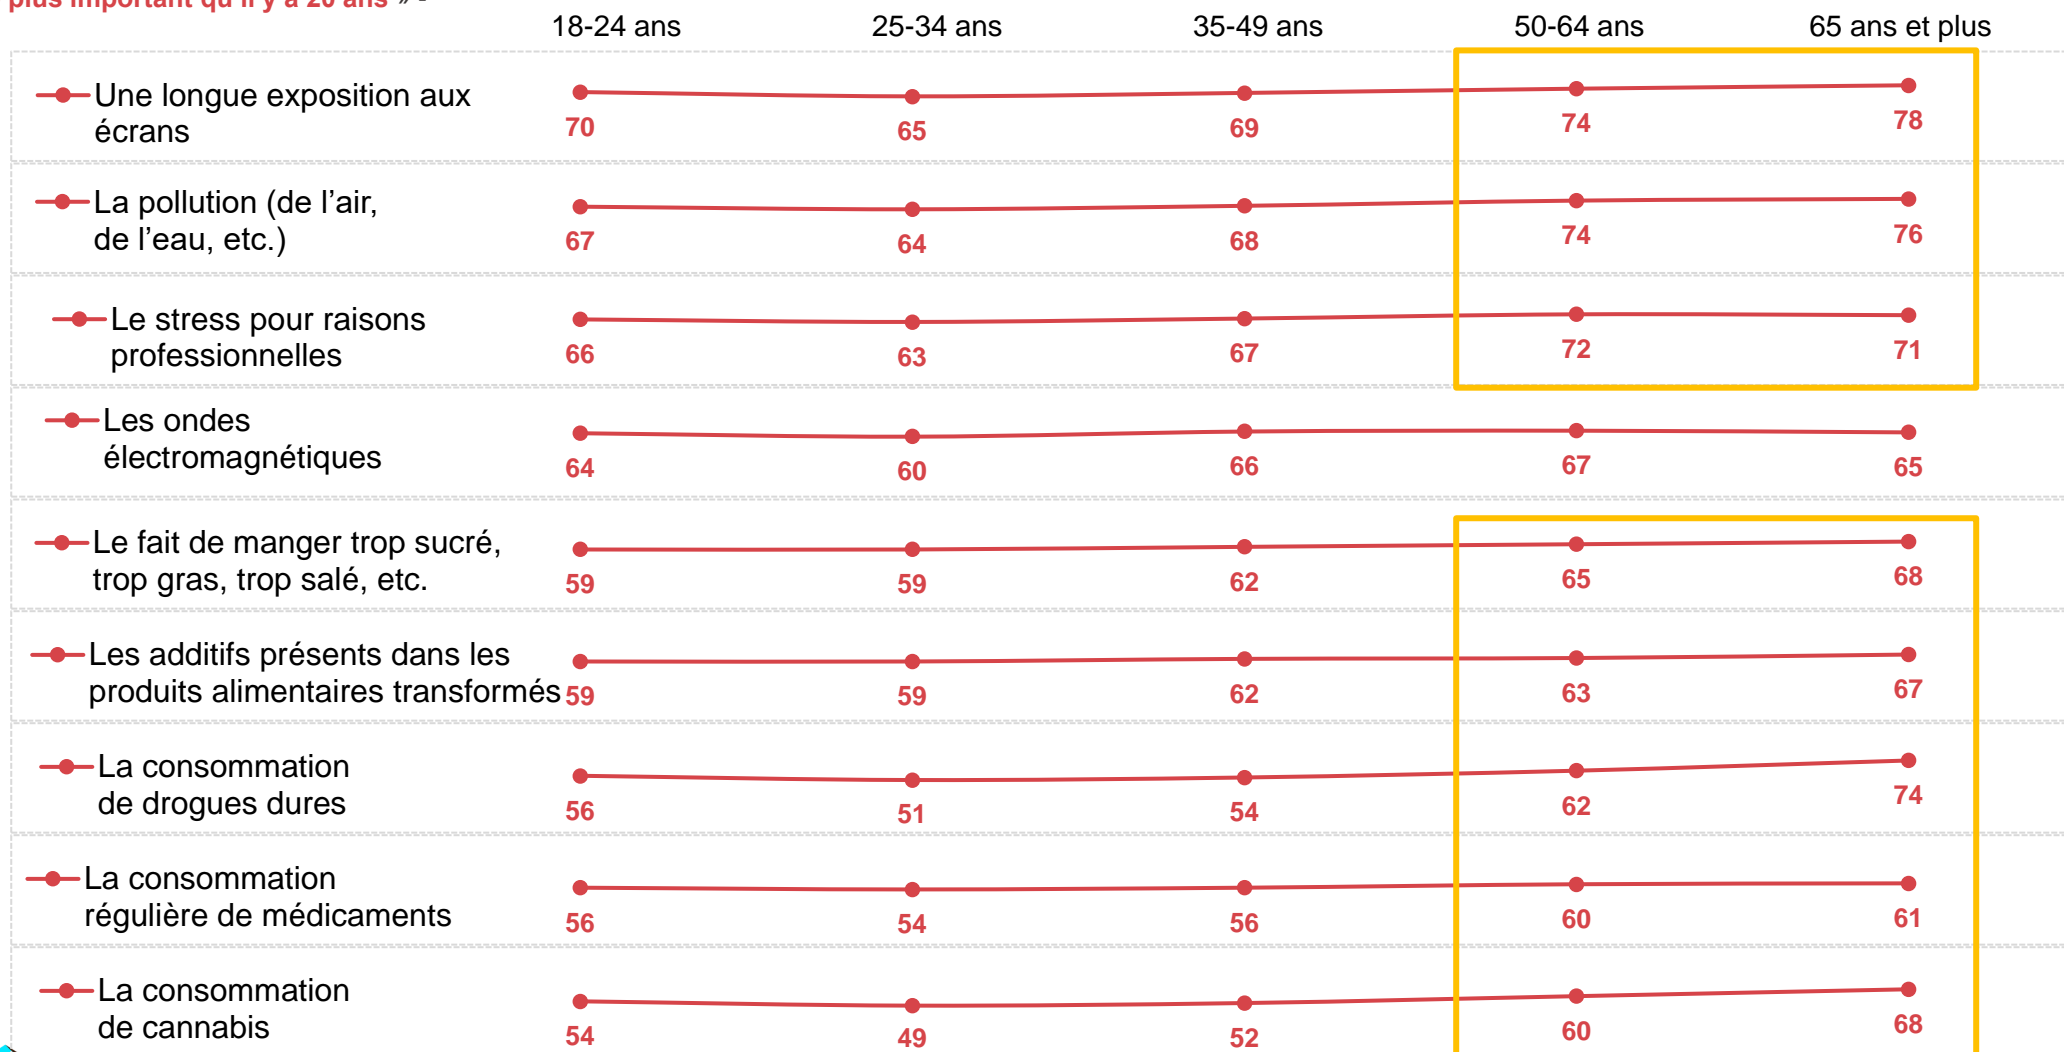 plus important qu'il y a 20 ans » -
18-24 ans 25-34 ans 35-49 ans 50-64 ans 65 ans et plus
Une longue exposition aux
écrans
70 65 69 74 78
La pollution (de l’air,
de l’eau, etc.)
67 64 68 74 76
Le stress pour raisons
professionnelles
66 63 67 72 71
Les ondes
électromagnétiques
64 60 66 67 65
Le fait de manger trop sucré,
trop gras, trop salé, etc.
59 59 62 65 68
Les additifs présents dans les
produits alimentaires transformés
59 59 62 63 67
La consommation
de drogues dures
56 51 54 62 74
La consommation
régulière de médicaments
56 54 56 60 61
La consommation
de cannabis
54 49 52 60 68